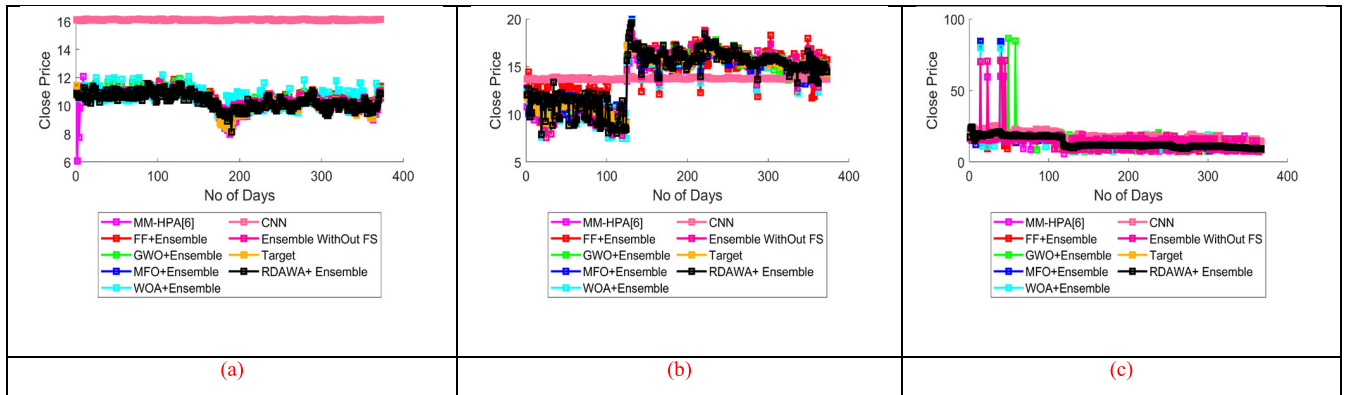 16
14
12
10
8
6
Close Price
0
100
200
300
400
No of Days
MM-HPA[6]
CNN
FF+Ensemble
Ensemble WithOut FS
GWO+Ensemble
Target
MFO+Ensemble
RDAWA+ Ensemble
WOA+Ensemble
(a)
20
15
10
5
Close Price
0
100
200
300
400
No of Days
MM-HPA[6]
CNN
FF+Ensemble
Ensemble WithOut FS
GWO+Ensemble
Target
MFO+Ensemble
RDAWA+ Ensemble
WOA+Ensemble
(b)
100
50
0
Close Price
0
100
200
300
400
No of Days
MM-HPA[6]
CNN
FF+Ensemble
Ensemble WithOut FS
GWO+Ensemble
Target
MFO+Ensemble
RDAWA+ Ensemble
WOA+Ensemble
(c)